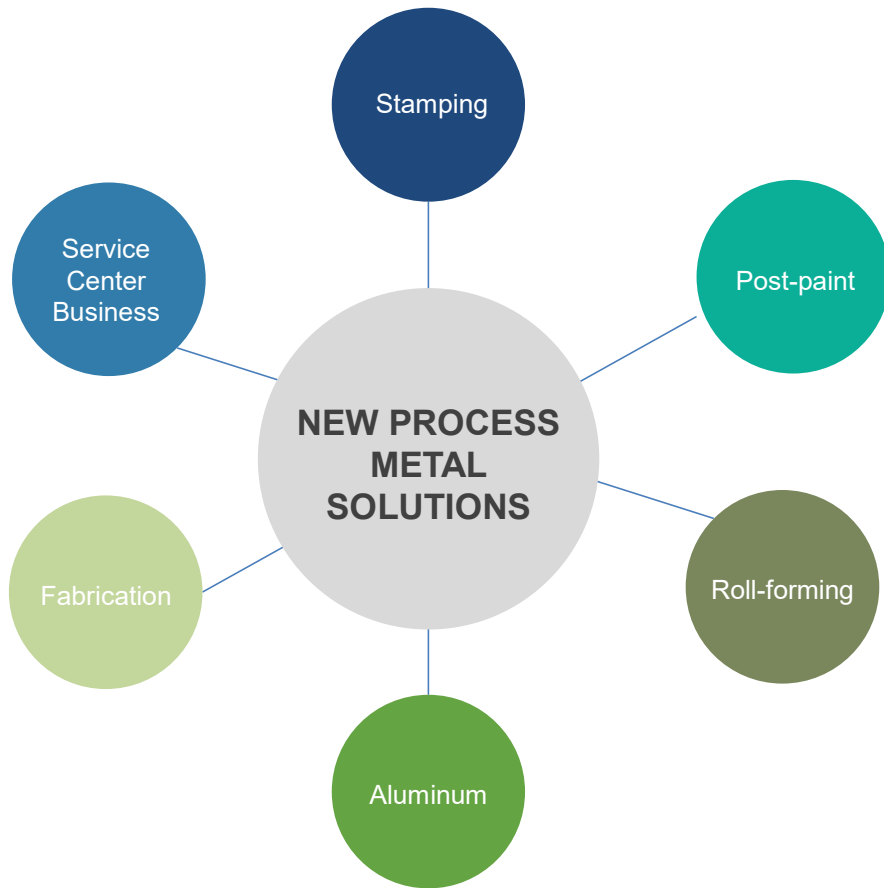 Stamping
Service
Center
Business
Post-paint
NEW PROCESS
METAL
SOLUTIONS
Fabrication
Roll-forming
Aluminum